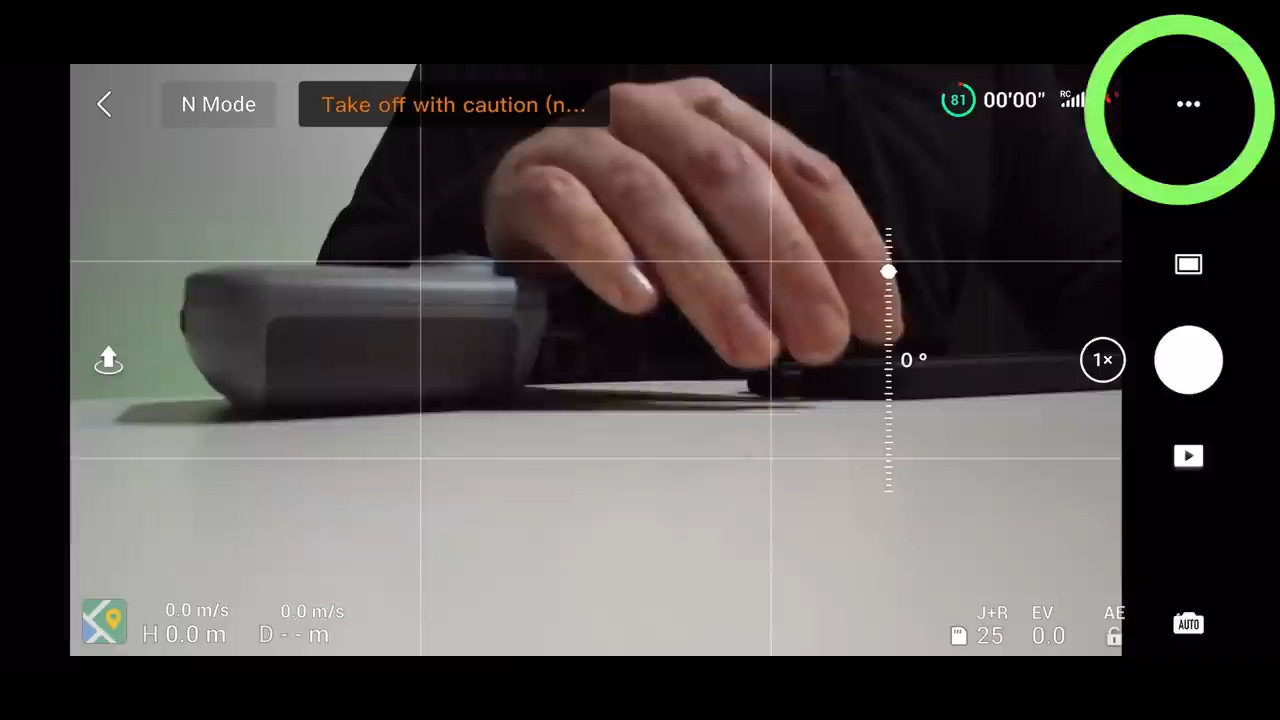 N Mode
Take off with caution (n...
81
00'00"
RC
0 °
1×
0.0 m/s
0.0 m/s
H 0.0 m
D - - m
J+R
EV
AE
25
0.0
AUTO